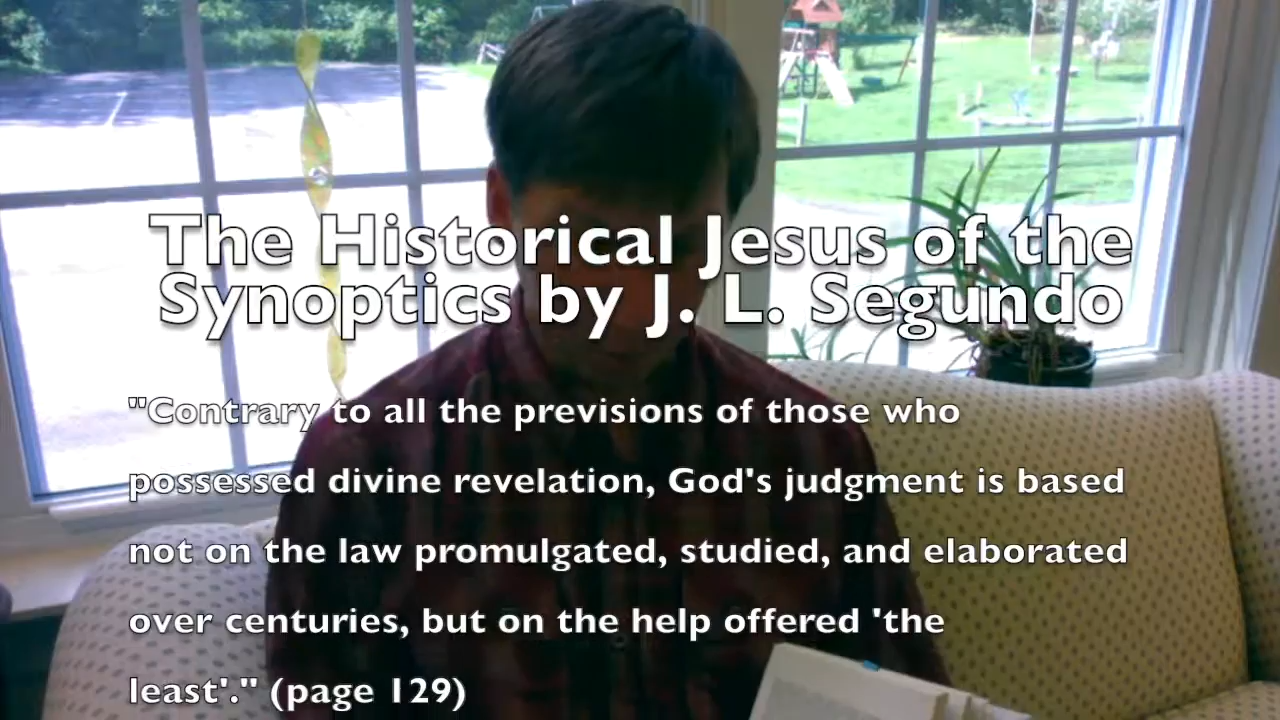 The Historical Jesus of the
Synoptics by J. L. Segundo
"Contrary to all the previsions of those who
possessed divine revelation, God's judgment is based
not on the law promulgated, studied, and elaborated
over centuries, but on the help offered 'the
least'." (page 129)